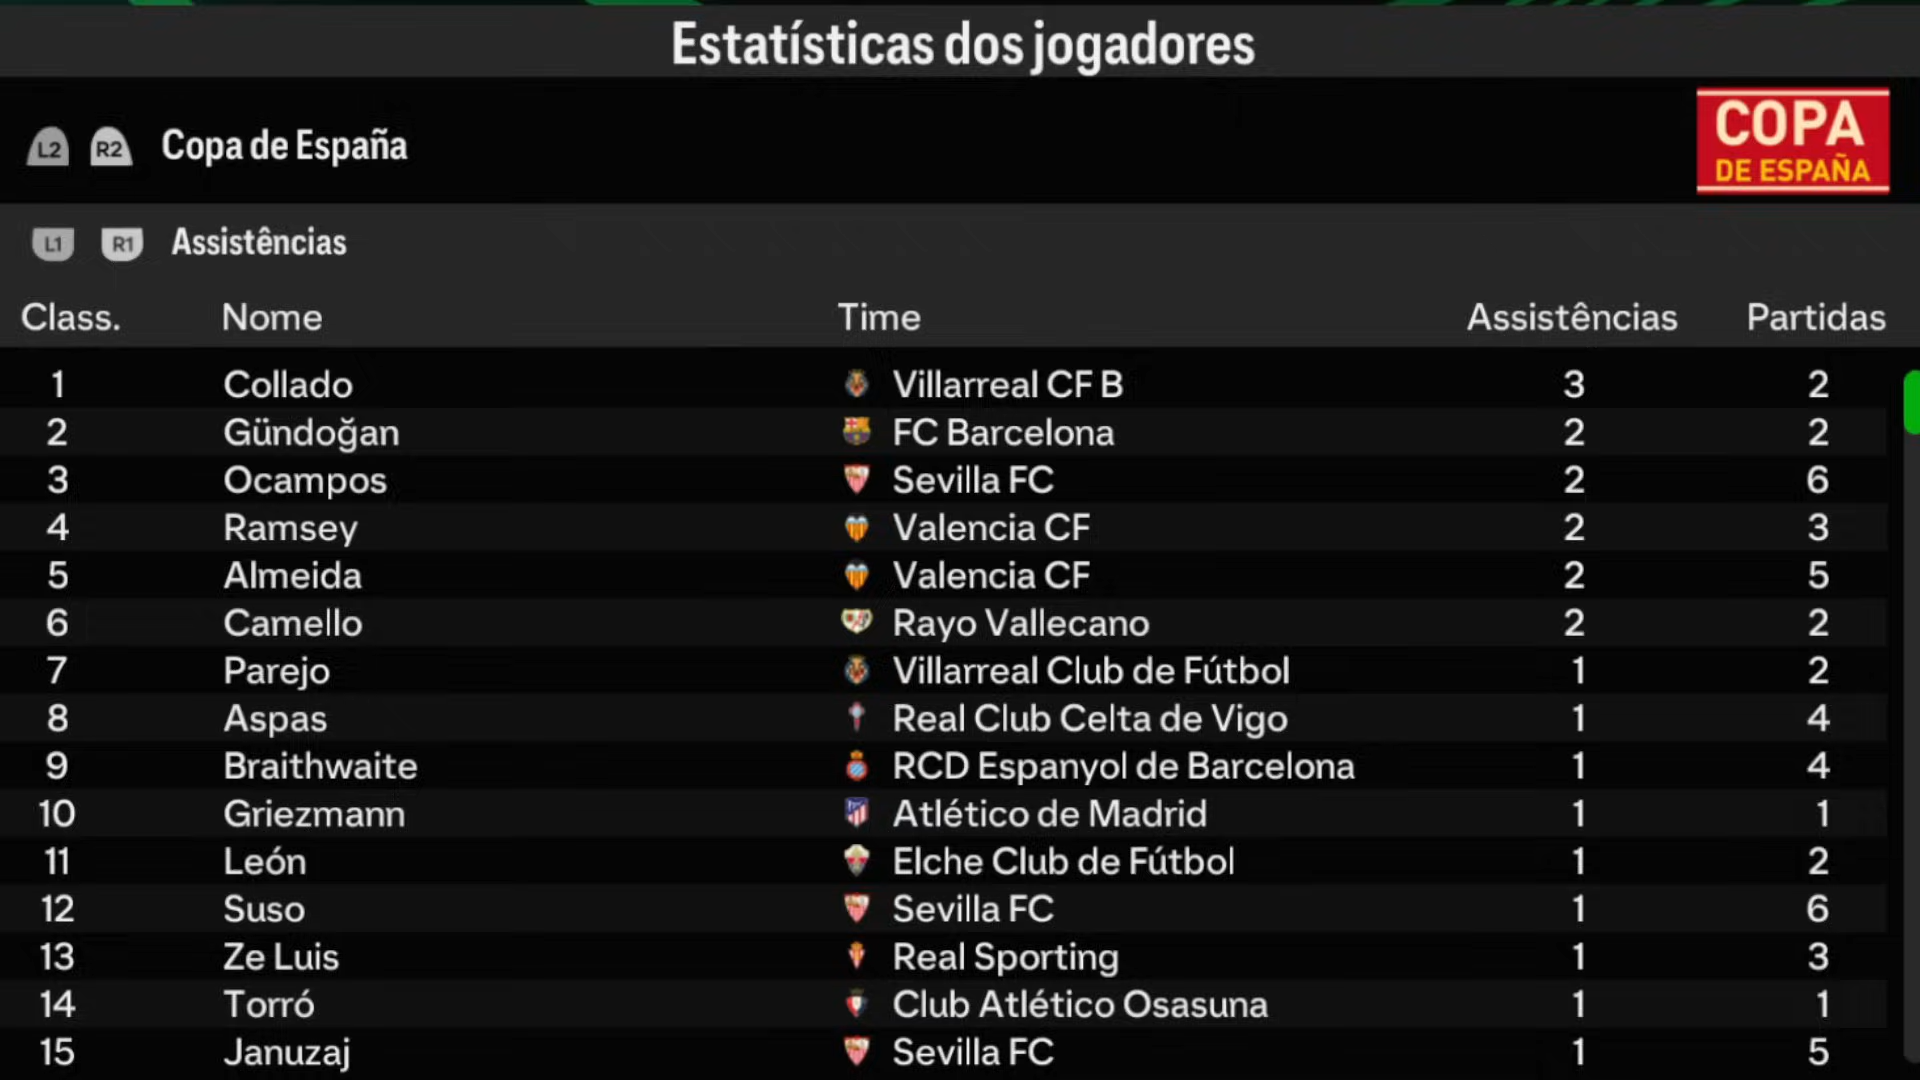 Estatísticas dos jogadores
L2 R2 Copa de España
COPA
DE ESPAÑA
L1 R1 Assistências
Class. Nome Time Assistências Partidas
1 Collado Villarreal CF B 3 2
2 Gündoğan FC Barcelona 2 2
3 Ocampos Sevilla FC 2 6
4 Ramsey Valencia CF 2 3
5 Almeida Valencia CF 2 5
6 Camello Rayo Vallecano 2 2
7 Parejo Villarreal Club de Fútbol 1 2
8 Aspas Real Club Celta de Vigo 1 4
9 Braithwaite RCD Espanyol de Barcelona 1 4
10 Griezmann Atlético de Madrid 1 1
11 León Elche Club de Fútbol 1 2
12 Suso Sevilla FC 1 6
13 Ze Luis Real Sporting 1 3
14 Torró Club Atlético Osasuna 1 1
15 Januzaj Sevilla FC 1 5